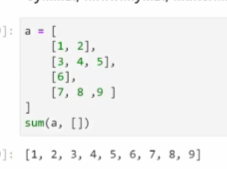 ]: a = [
[1, 2],
[3, 4, 5],
[6],
[7, 8 ,9 ]
]
sum(a, [])
]: [1, 2, 3, 4, 5, 6, 7, 8, 9]